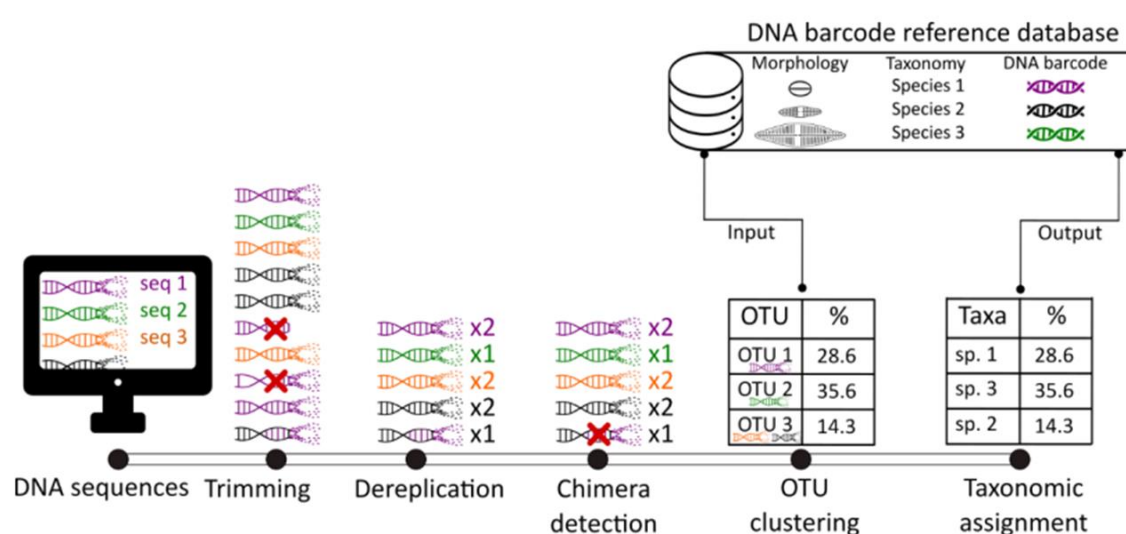 DNA barcode reference database
Morphology Taxonomy DNA barcode
Species 1
Species 2
Species 3
Input
Output
seq 1
seq 2
seq 3
x2
x1
x2
x2
x1
x2
x1
x2
x2
x1
OTU %
OTU 1 28.6
OTU 2 35.6
OTU 3 14.3
Taxa %
sp. 1 28.6
sp. 3 35.6
sp. 2 14.3
DNA sequences
Trimming
Dereplication
Chimera
detection
OTU
clustering
Taxonomic
assignment